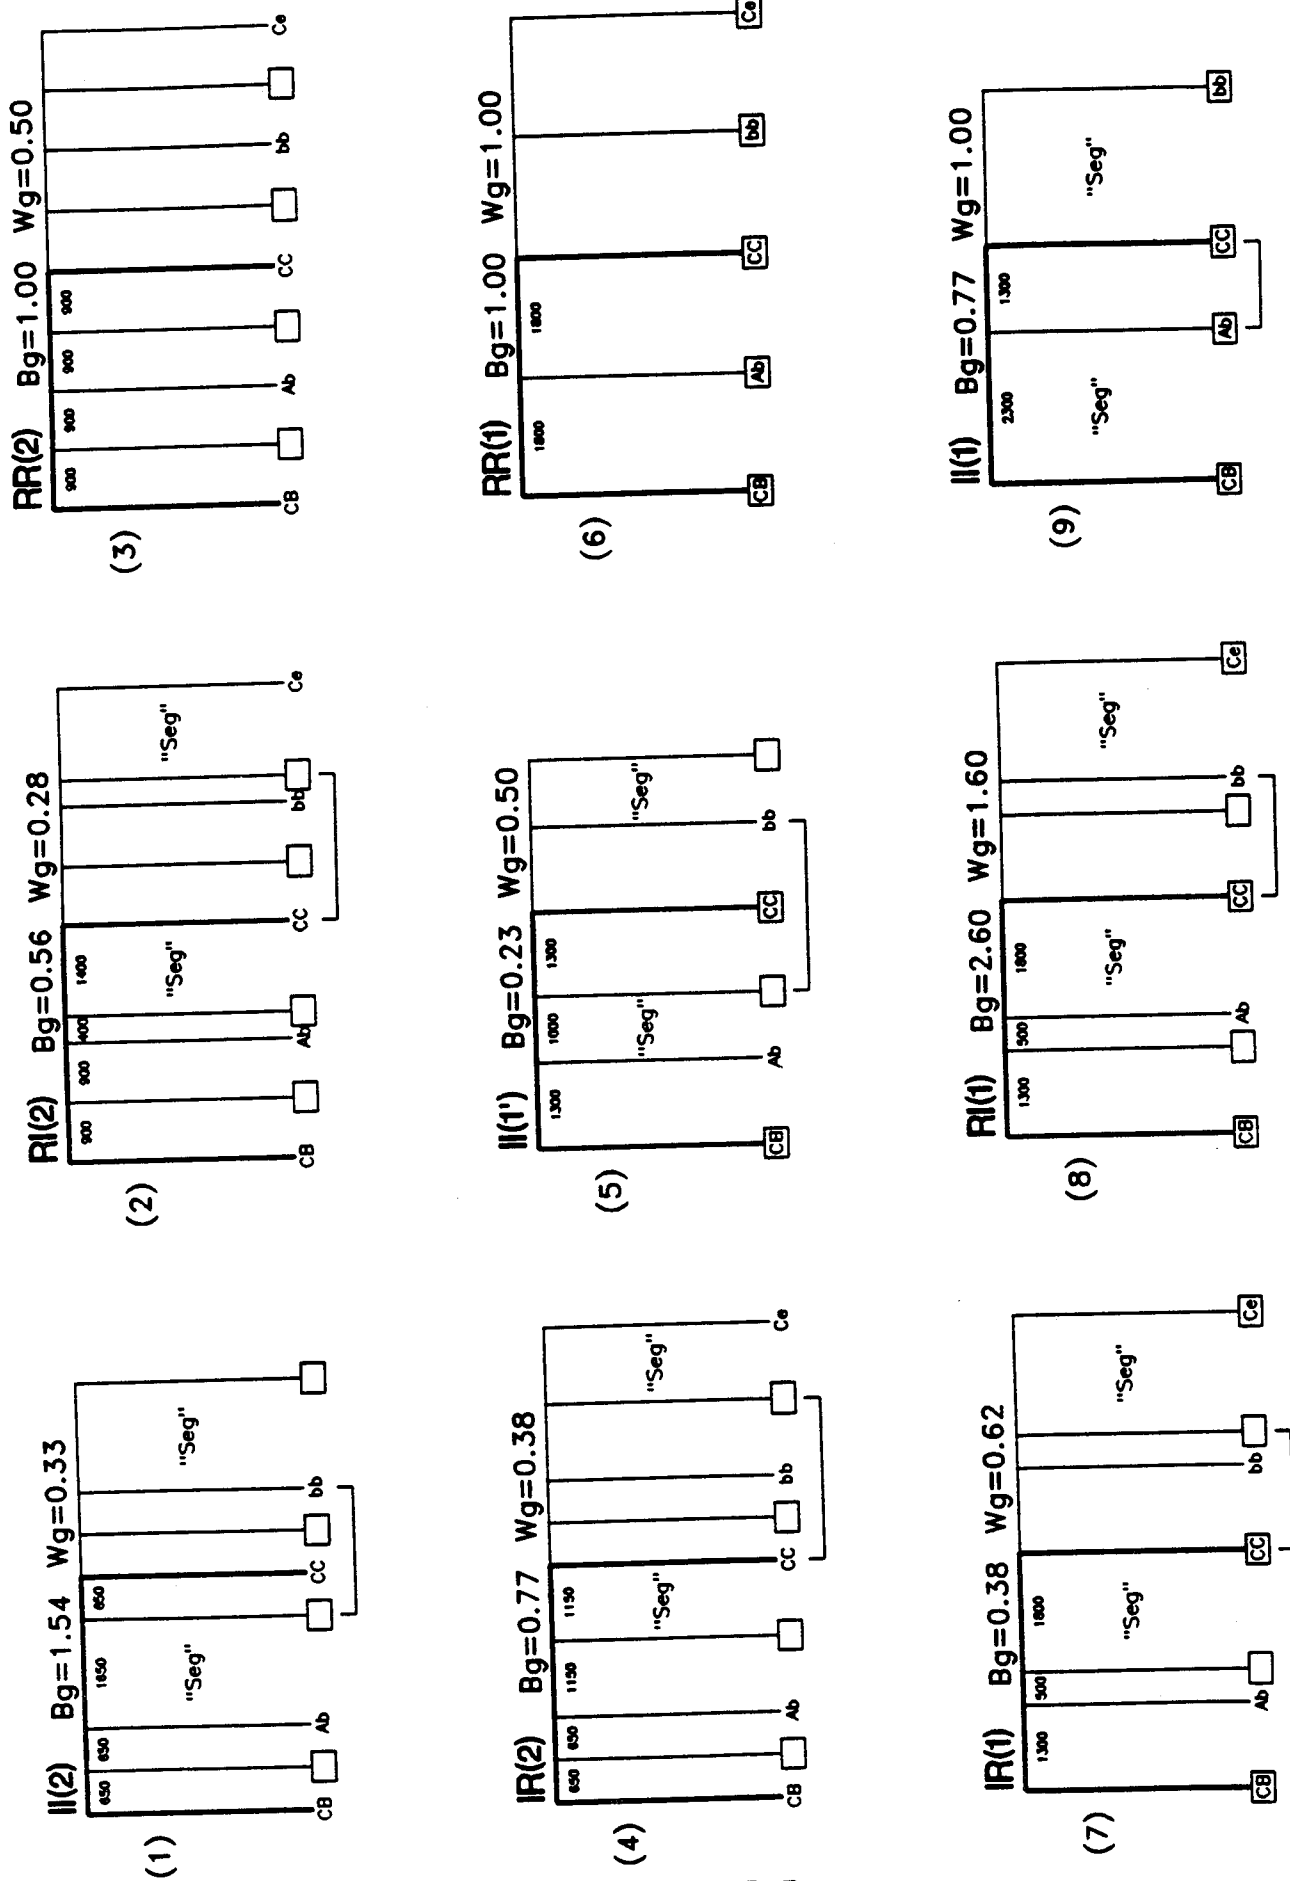 (1)
II(2) Bg=1.54 Wg=0.33
650 650 1650 650
"Seg" "Seg"
CB Ab CC bb
(2)
RI(2) Bg=0.56 Wg=0.28
900 900 400 1400
"Seg" "Seg"
CB Ab CC bb Ce
(3)
RR(2) Bg=1.00 Wg=0.50
900 900 900 900
CB Ab CC bb Ce
(4)
IR(2) Bg=0.77 Wg=0.38
650 650 1150 1150
"Seg" "Seg"
CB Ab CC bb Ce
(5)
II(1') Bg=0.23 Wg=0.50
1300 1000 1300
"Seg" "Seg"
CB Ab CC bb
(6)
RR(1) Bg=1.00 Wg=1.00
1800 1800
CB Ab CC bb Ce
(7)
IR(1) Bg=0.38 Wg=0.62
1300 500 1800
"Seg" "Seg"
CB Ab CC bb Ce
(8)
RI(1) Bg=2.60 Wg=1.60
1300 500 1800
"Seg" "Seg"
CB Ab CC bb Ce
(9)
II(1) Bg=0.77 Wg=1.00
2300 1300
"Seg" "Seg"
CB Ab CC bb